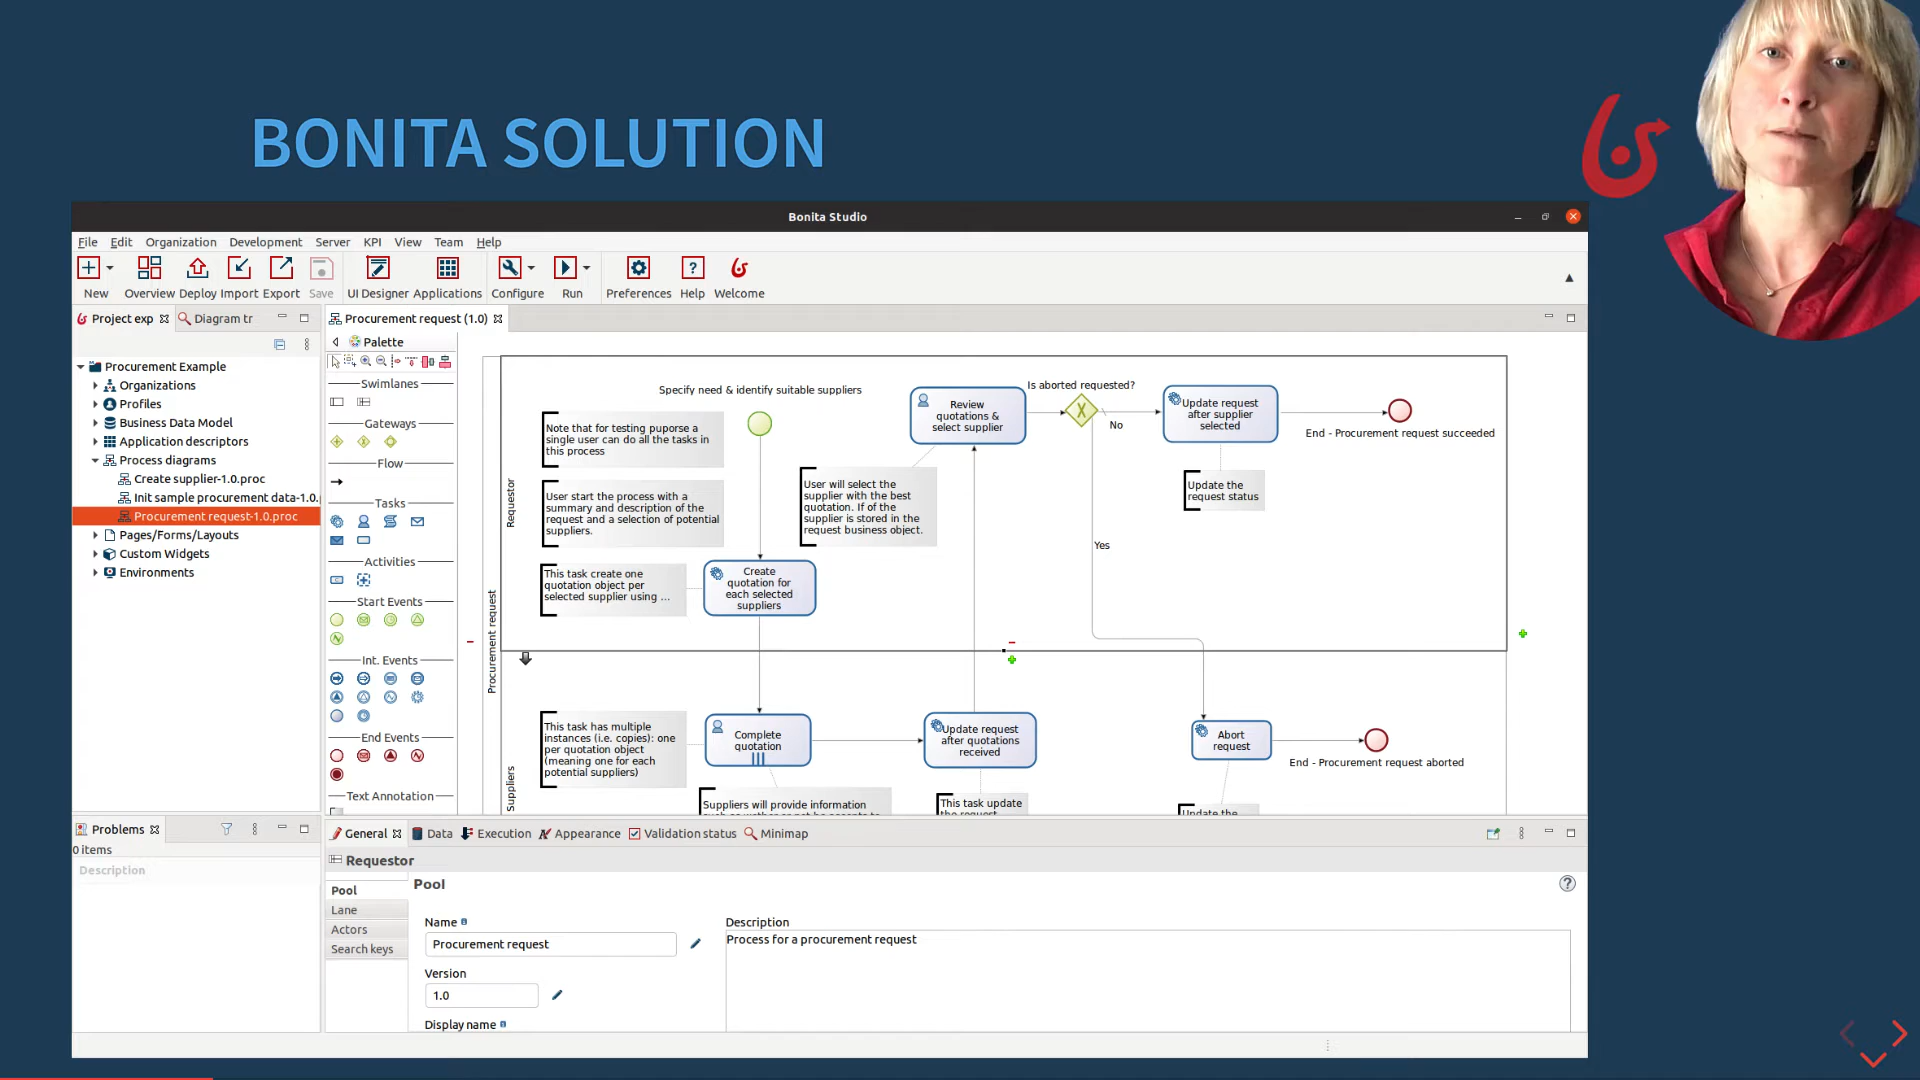 BONITA SOLUTION
Bonita Studio
File Edit Organization Development Server KPI View Team Help
New Overview Deploy Import Export Save UI Designer Applications Configure Run Preferences Help Welcome
Project exp Diagram tr
Procurement request (1.0)
Palette
Procurement Example
Organizations
Profiles
Business Data Model
Application descriptors
Process diagrams
Create supplier-1.0.proc
Init sample procurement data-1.0.
Procurement request-1.0.proc
Pages/Forms/Layouts
Custom Widgets
Environments
Swimlanes
Gateways
Flow
Tasks
Activities
Start Events
Int. Events
End Events
Text Annotation
Procurement request
Requestor
Specify need & identify suitable suppliers
Note that for testing puporse a
single user can do all the tasks in
this process
User start the process with a
summary and description of the
request and a selection of potential
suppliers.
This task create one
quotation object per
selected supplier using ...
Create
quotation for
each selected
suppliers
User will select the
supplier with the best
quotation. If of the
supplier is stored in the
request business object.
Review
quotations &
select supplier
Is aborted requested?
No
Yes
Update request
after supplier
selected
Update the
request status
End - Procurement request succeeded
Suppliers
This task has multiple
instances (i.e. copies): one
per quotation object
(meaning one for each
potential suppliers)
Complete
quotation
Suppliers will provide information
Update request
after quotations
received
This task update
the request
Abort
request
Update the
End - Procurement request aborted
Problems
0 items
Description
General Data Execution Appearance Validation status Minimap
Requestor
Pool
Lane
Actors
Search keys
Pool
Name
Procurement request
Version
1.0
Display name
Description
Process for a procurement request